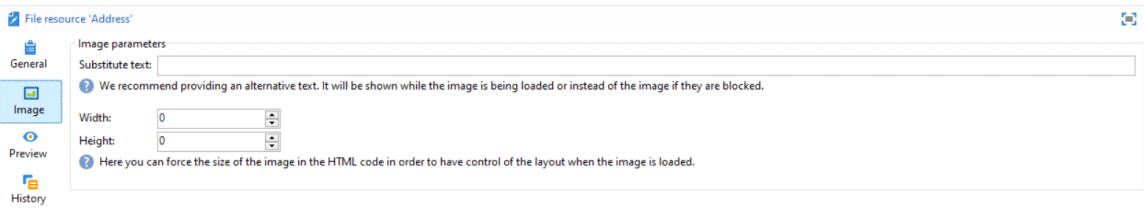 File resource 'Address'
General
Image
Preview
History
Image parameters
Substitute text:
We recommend providing an alternative text. It will be shown while the image is being loaded or instead of the image if they are blocked.
Width: 0
Height: 0
Here you can force the size of the image in the HTML code in order to have control of the layout when the image is loaded.